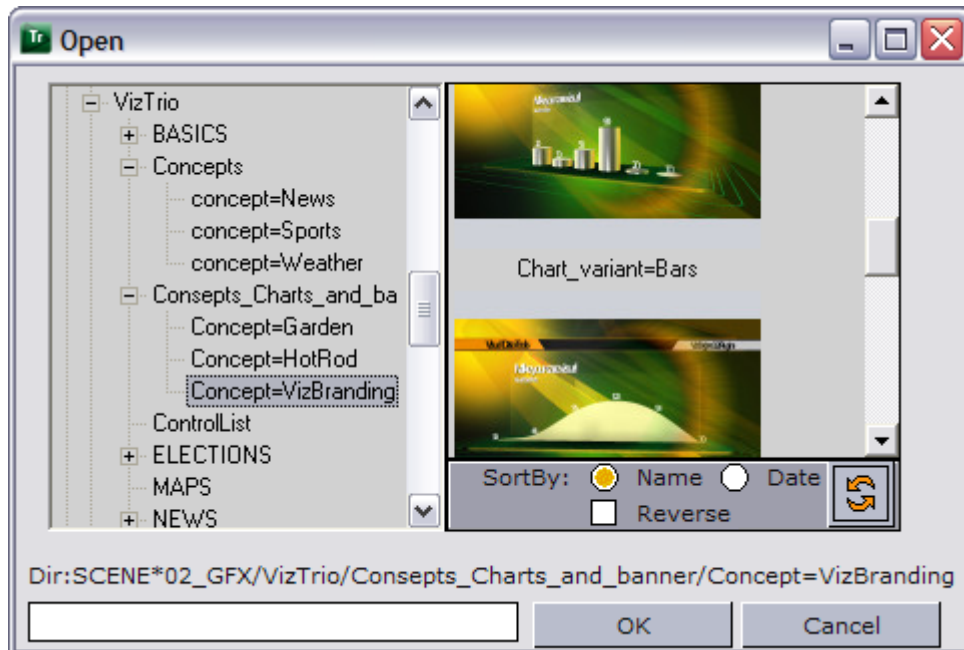 Tr Open
VizTrio
BASICS
Concepts
concept=News
concept=Sports
concept=Weather
Consepts_Charts_and_ba
Concept=Garden
Concept=HotRod
Concept=VizBranding
ControlList
ELECTIONS
MAPS
NEWS
Chart_variant=Bars
SortBy: Name Date
Reverse
Dir:SCENE*02_GFX/VizTrio/Consepts_Charts_and_banner/Concept=VizBranding
OK Cancel